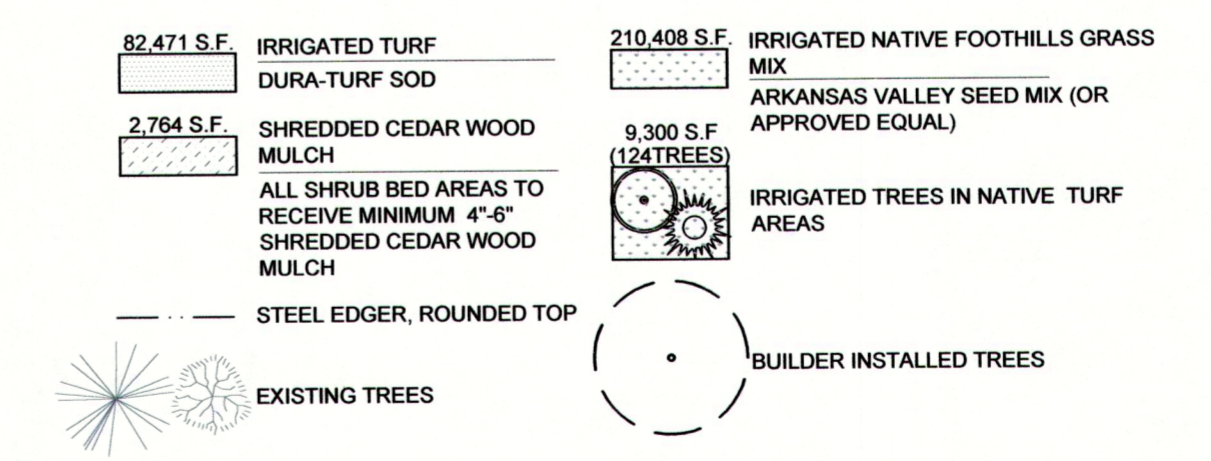 82,471 S.F.
IRRIGATED TURF
DURA-TURF SOD
2,764 S.F.
SHREDDED CEDAR WOOD
MULCH
ALL SHRUB BED AREAS TO
RECEIVE MINIMUM 4"-6"
SHREDDED CEDAR WOOD
MULCH
STEEL EDGER, ROUNDED TOP
EXISTING TREES
210,408 S.F.
IRRIGATED NATIVE FOOTHILLS GRASS
MIX
ARKANSAS VALLEY SEED MIX (OR
APPROVED EQUAL)
9,300 S.F
(124TREES)
IRRIGATED TREES IN NATIVE TURF
AREAS
BUILDER INSTALLED TREES